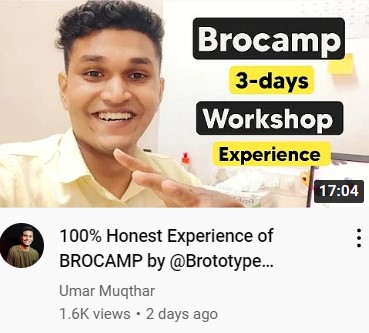 Brocamp
3-days
Workshop
Experience
17:04
100% Honest Experience of
BROCAMP by @Brototype...
Umar Muqthar
1.6K views • 2 days ago